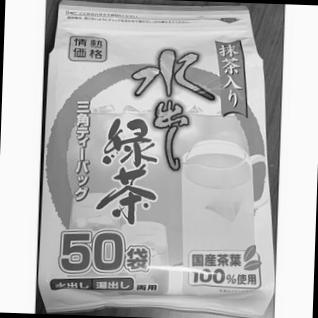 情熱
価格
抹茶入り
水出し
緑茶
三角ティーバッグ
50袋
水出し 湯出し 両用
国産茶葉
100%使用